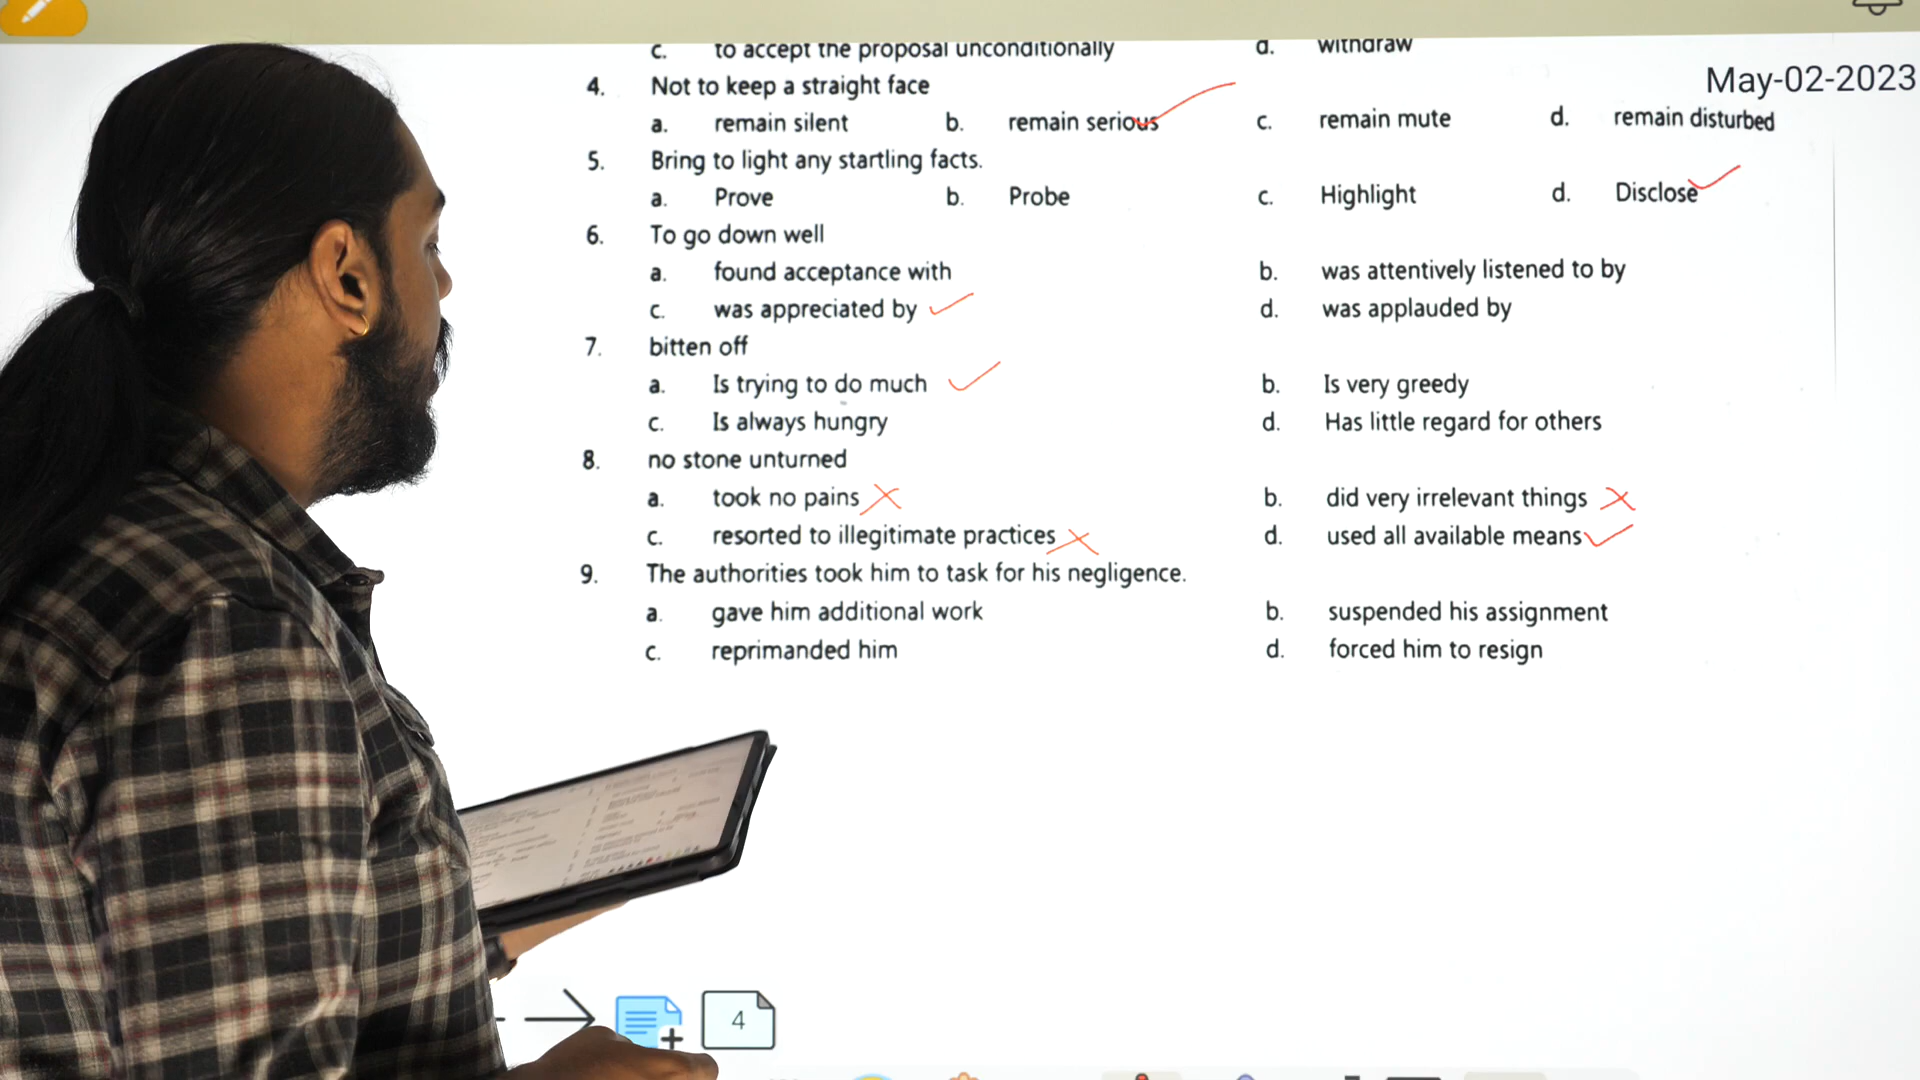 c. to accept the proposal unconditionally d. withdraw
May-02-2023
4. Not to keep a straight face
a. remain silent b. remain serious c. remain mute d. remain disturbed
5. Bring to light any startling facts.
a. Prove b. Probe c. Highlight d. Disclose
6. To go down well
a. found acceptance with b. was attentively listened to by
c. was appreciated by d. was applauded by
7. bitten off
a. Is trying to do much b. Is very greedy
c. Is always hungry d. Has little regard for others
8. no stone unturned
a. took no pains b. did very irrelevant things
c. resorted to illegitimate practices d. used all available means
9. The authorities took him to task for his negligence.
a. gave him additional work b. suspended his assignment
c. reprimanded him d. forced him to resign
4